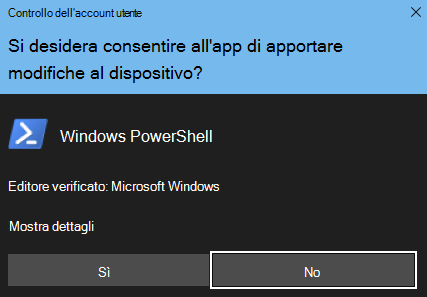 Controllo dell'account utente
Si desidera consentire all'app di apportare
modifiche al dispositivo?
Windows PowerShell
Editore verificato: Microsoft Windows
Mostra dettagli
Sì
No